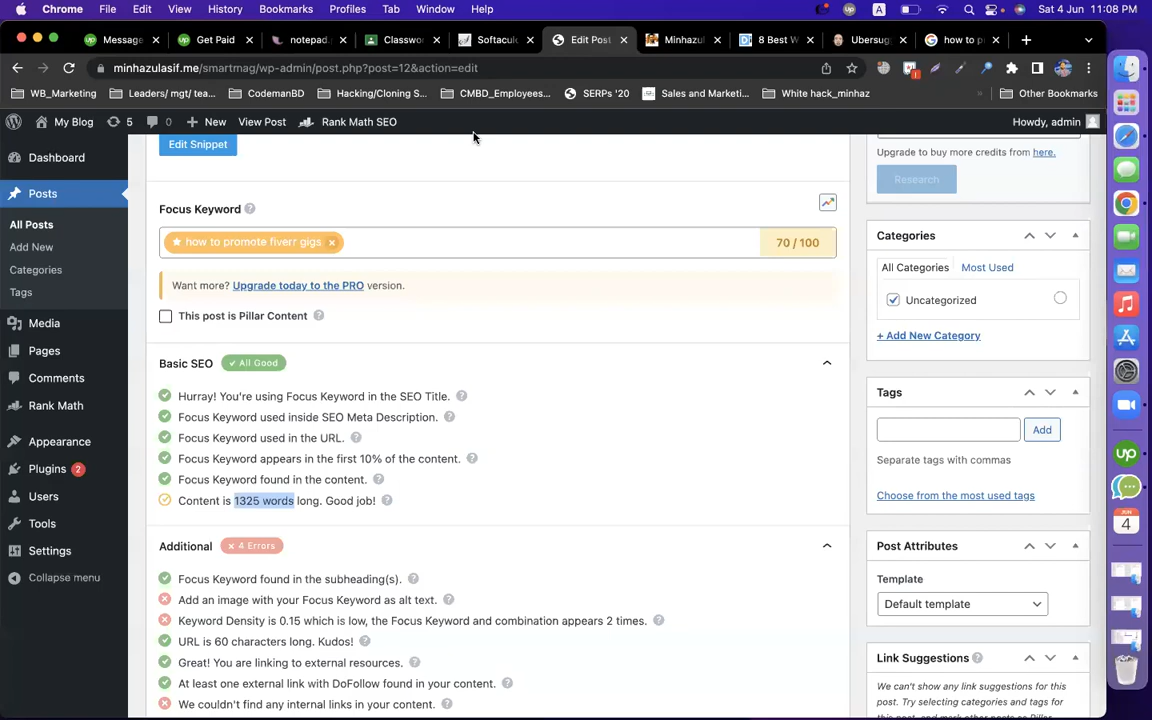 Chrome File Edit View History Bookmarks Profiles Tab Window Help
up A Sat 4 Jun 11:08 PM
up Message Get Paid notepad. Classwo Softacul Edit Post Minhazul 8 Best W Ubersug how to p
minhazulasif.me/smartmag/wp-admin/post.php?post=12&action=edit
WB_Marketing Leaders/ mgt/ tea... CodemanBD Hacking/Cloning S... CMBD_Employees... SERPs '20 Sales and Marketi... White hack_minhaz » Other Bookmarks
My Blog 5 0 + New View Post Rank Math SEO Howdy, admin
Dashboard
Posts
All Posts
Add New
Categories
Tags
Media
Pages
Comments
Rank Math
Appearance
Plugins 2
Users
Tools
Settings
Collapse menu
Edit Snippet
Focus Keyword
how to promote fiverr gigs
70 / 100
Want more? Upgrade today to the PRO version.
This post is Pillar Content
Basic SEO All Good
Hurray! You're using Focus Keyword in the SEO Title.
Focus Keyword used inside SEO Meta Description.
Focus Keyword used in the URL.
Focus Keyword appears in the first 10% of the content.
Focus Keyword found in the content.
Content is 1325 words long. Good job!
Additional × 4 Errors
Focus Keyword found in the subheading(s).
Add an image with your Focus Keyword as alt text.
Keyword Density is 0.15 which is low, the Focus Keyword and combination appears 2 times.
URL is 60 characters long. Kudos!
Great! You are linking to external resources.
At least one external link with DoFollow found in your content.
We couldn't find any internal links in your content.
Upgrade to buy more credits from here.
Research
Categories
All Categories Most Used
Uncategorized
+ Add New Category
Tags
Add
Separate tags with commas
Choose from the most used tags
Post Attributes
Template
Default template
Link Suggestions
We can't show any link suggestions for this
post. Try selecting categories and tags for
JUN
4
up